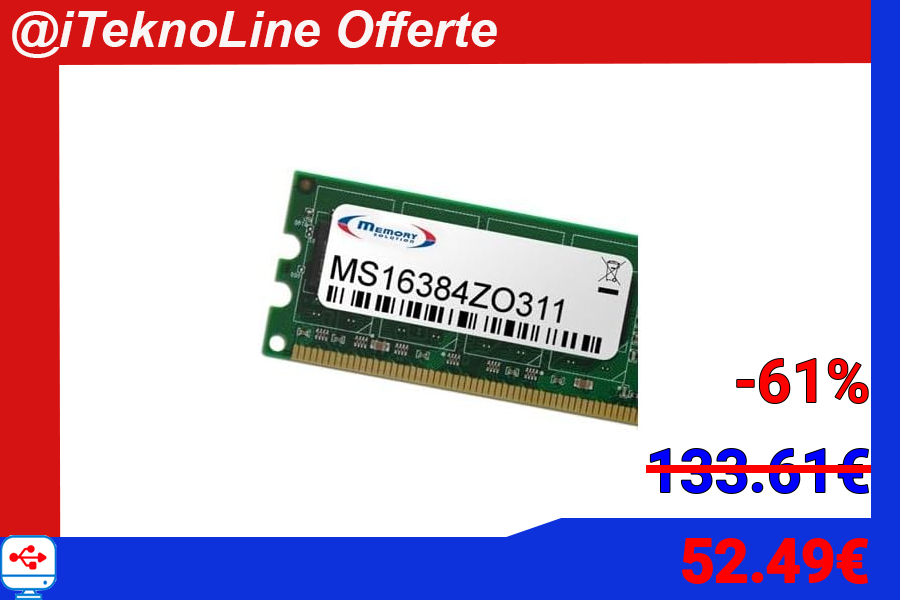 @iTeknoLine Offerte
MEMORY
SOLUTION
MS16384ZO311
-61%
133.61€
52.49€